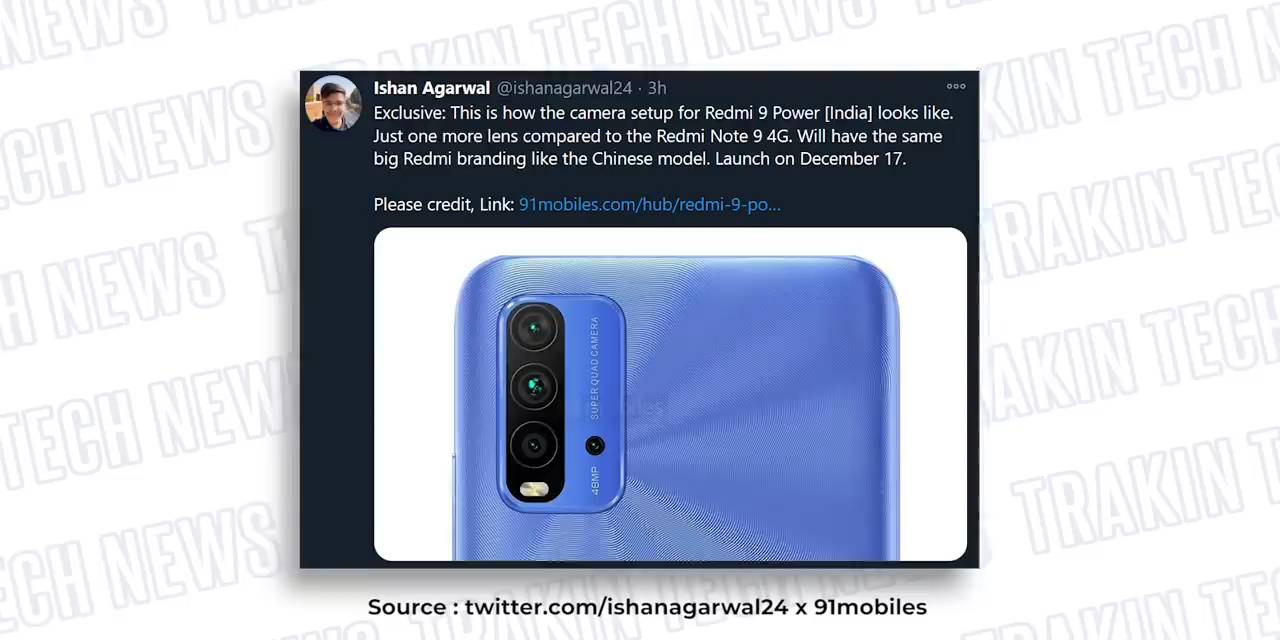 TRAKIN TECH NEWS
Ishan Agarwal @ishanagarwal24 · 3h
Exclusive: This is how the camera setup for Redmi 9 Power [India] looks like.
Just one more lens compared to the Redmi Note 9 4G. Will have the same
big Redmi branding like the Chinese model. Launch on December 17.
Please credit, Link: 91mobiles.com/hub/redmi-9-po...
SUPER QUAD CAMERA
48MP
Source : twitter.com/ishanagarwal24 x 91mobiles